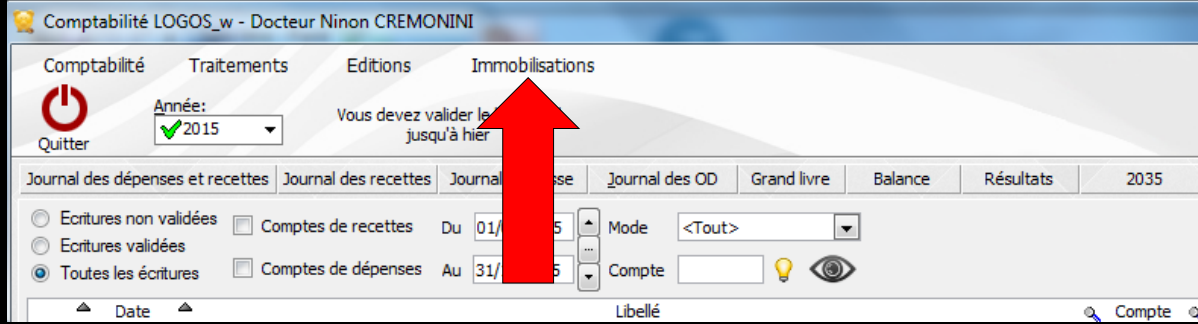 Comptabilité LOGOS_w - Docteur Ninon CREMONINI
Comptabilité Traitements Editions Immobilisations
Quitter
Année:
2015
Vous devez valider le
jusqu'à hier
Journal des dépenses et recettes Journal des recettes Journal Journal des OD Grand livre Balance Résultats 2035
Ecritures non validées
Ecritures validées
Toutes les écritures
Comptes de recettes
Comptes de dépenses
Du 01/
Au 31/
Mode <Tout>
Compte
Date Libellé Compte